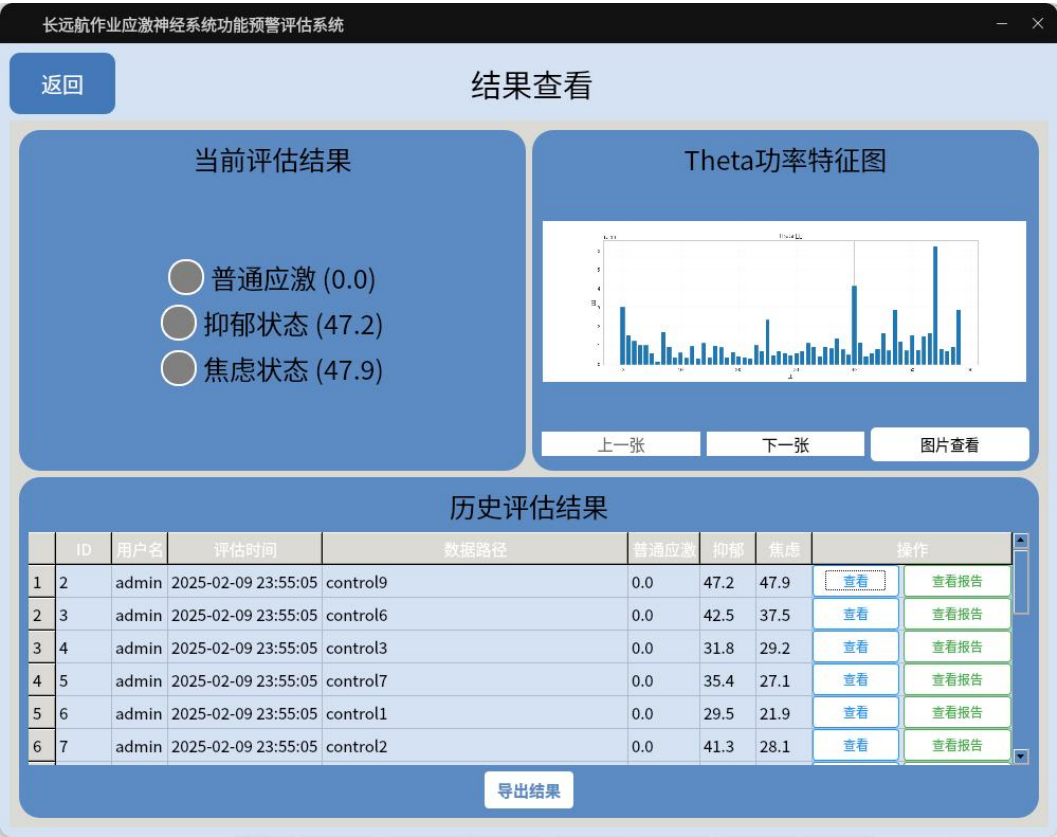 长远航作业应激神经系统功能预警评估系统
返回
结果查看
当前评估结果
普通应激 (0.0)
抑郁状态 (47.2)
焦虑状态 (47.9)
Theta功率特征图
上一张 下一张 图片查看
历史评估结果
ID 用户名 评估时间 数据路径 普通应激 抑郁 焦虑 操作
1 2 admin 2025-02-09 23:55:05 control9 0.0 47.2 47.9 查看 查看报告
2 3 admin 2025-02-09 23:55:05 control6 0.0 42.5 37.5 查看 查看报告
3 4 admin 2025-02-09 23:55:05 control3 0.0 31.8 29.2 查看 查看报告
4 5 admin 2025-02-09 23:55:05 control7 0.0 35.4 27.1 查看 查看报告
5 6 admin 2025-02-09 23:55:05 control1 0.0 29.5 21.9 查看 查看报告
6 7 admin 2025-02-09 23:55:05 control2 0.0 41.3 28.1 查看 查看报告
导出结果